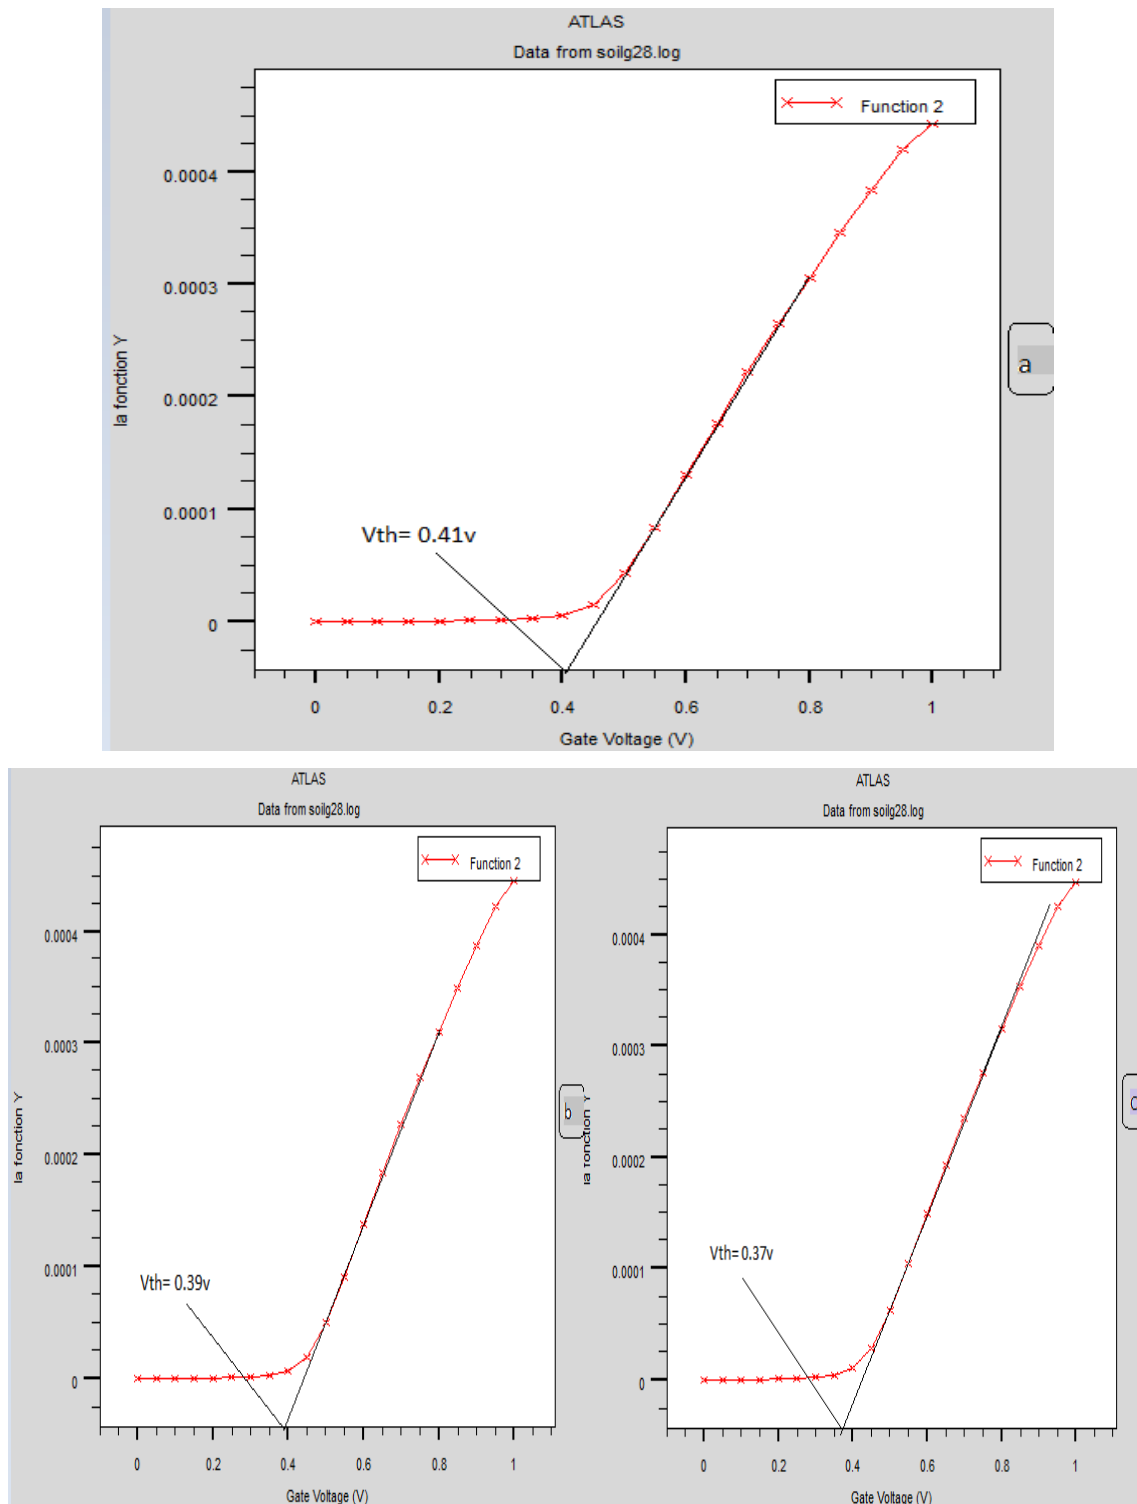 ATLAS
Data from soilg28.log
Function 2
0.0004
0.0003
0.0002
0.0001
0
la fonction Y
Vth= 0.41v
0 0.2 0.4 0.6 0.8 1
Gate Voltage (V)
a
ATLAS
Data from soilg28.log
Function 2
0.0004
0.0003
0.0002
0.0001
0
la fonction Y
Vth= 0.39v
0 0.2 0.4 0.6 0.8 1
Gate Voltage (V)
b
ATLAS
Data from soilg28.log
Function 2
0.0004
0.0003
0.0002
0.0001
0
la fonction Y
Vth= 0.37v
0 0.2 0.4 0.6 0.8 1
Gate Voltage (V)